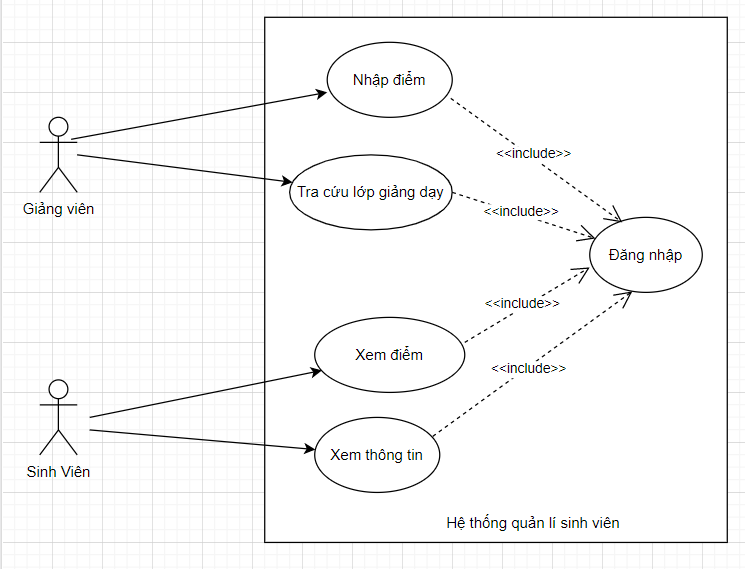 Nhập điểm
<<include>>
Giảng viên
Tra cứu lớp giảng dạy
<<include>>
Đăng nhập
<<include>>
Xem điểm
<<include>>
Sinh Viên
Xem thông tin
Hệ thống quản lí sinh viên